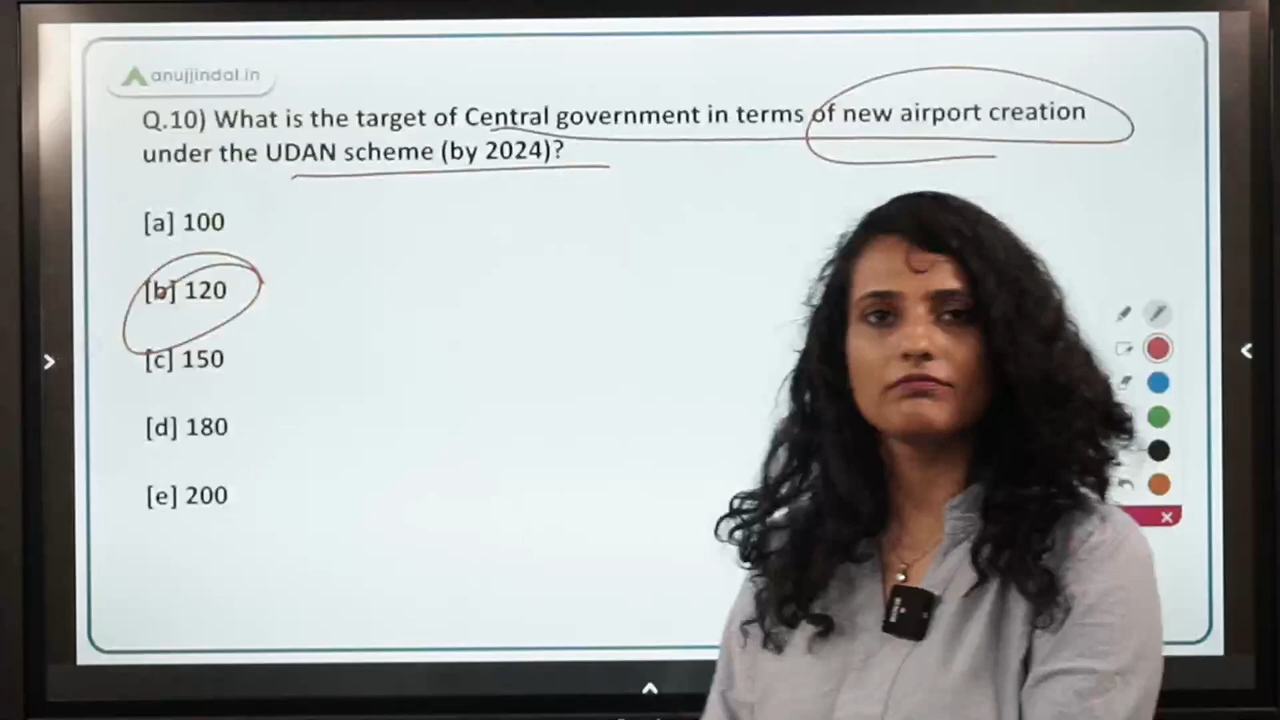 anujjindal.in
Q.10) What is the target of Central government in terms of new airport creation
under the UDAN scheme (by 2024)?
[a] 100
[b] 120
[c] 150
[d] 180
[e] 200